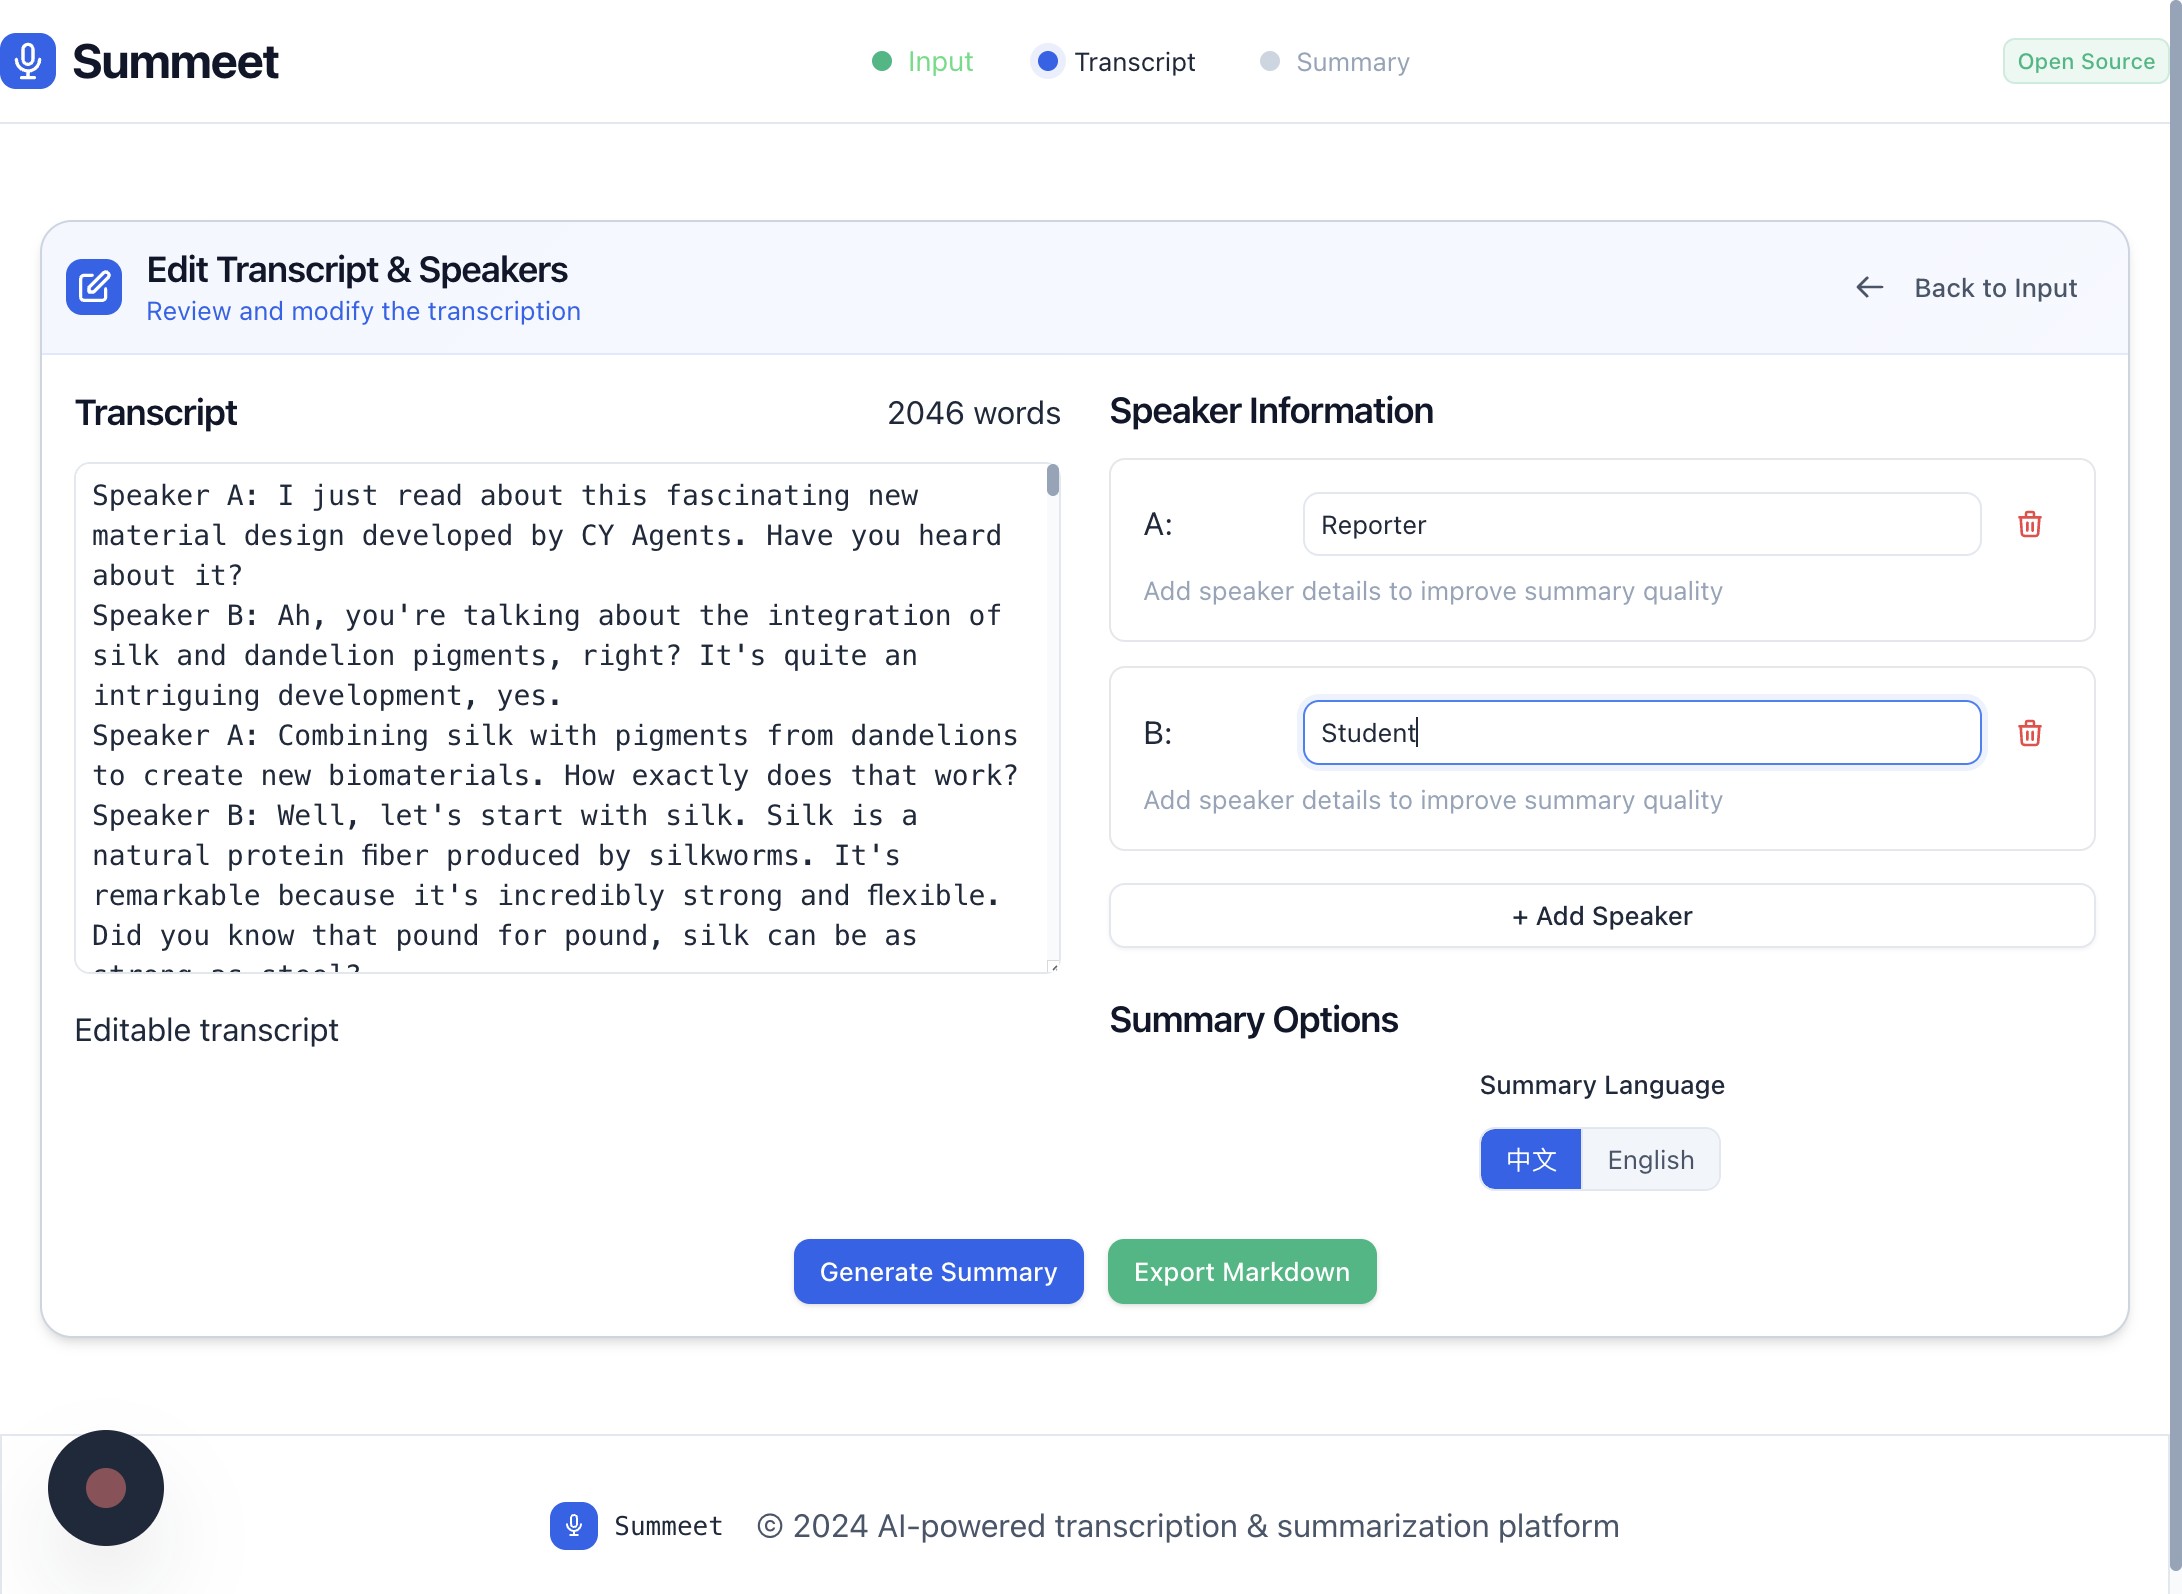 Summeet
Input
Transcript
Summary
Open Source
Edit Transcript & Speakers
Review and modify the transcription
Back to Input
Transcript
2046 words
Speaker A: I just read about this fascinating new
material design developed by CY Agents. Have you heard
about it?
Speaker B: Ah, you're talking about the integration of
silk and dandelion pigments, right? It's quite an
intriguing development, yes.
Speaker A: Combining silk with pigments from dandelions
to create new biomaterials. How exactly does that work?
Speaker B: Well, let's start with silk. Silk is a
natural protein fiber produced by silkworms. It's
remarkable because it's incredibly strong and flexible.
Did you know that pound for pound, silk can be as
strong as steel?
Editable transcript
Speaker Information
A:
Reporter
Add speaker details to improve summary quality
B:
Student
Add speaker details to improve summary quality
+ Add Speaker
Summary Options
Summary Language
中文
English
Generate Summary
Export Markdown
Summeet
© 2024 AI-powered transcription & summarization platform